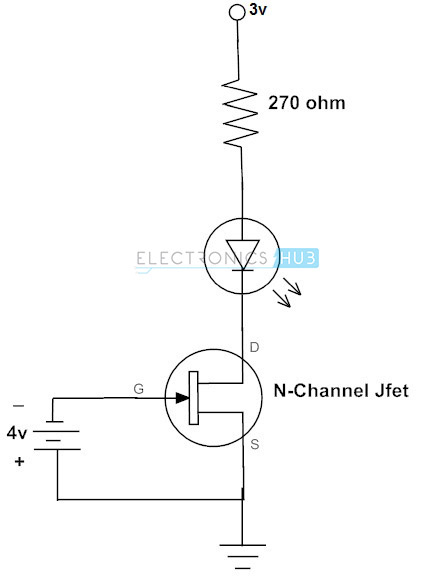 3v
270 ohm
ELECTRONICS HUB
D
G
N-Channel Jfet
–
4v
+
S